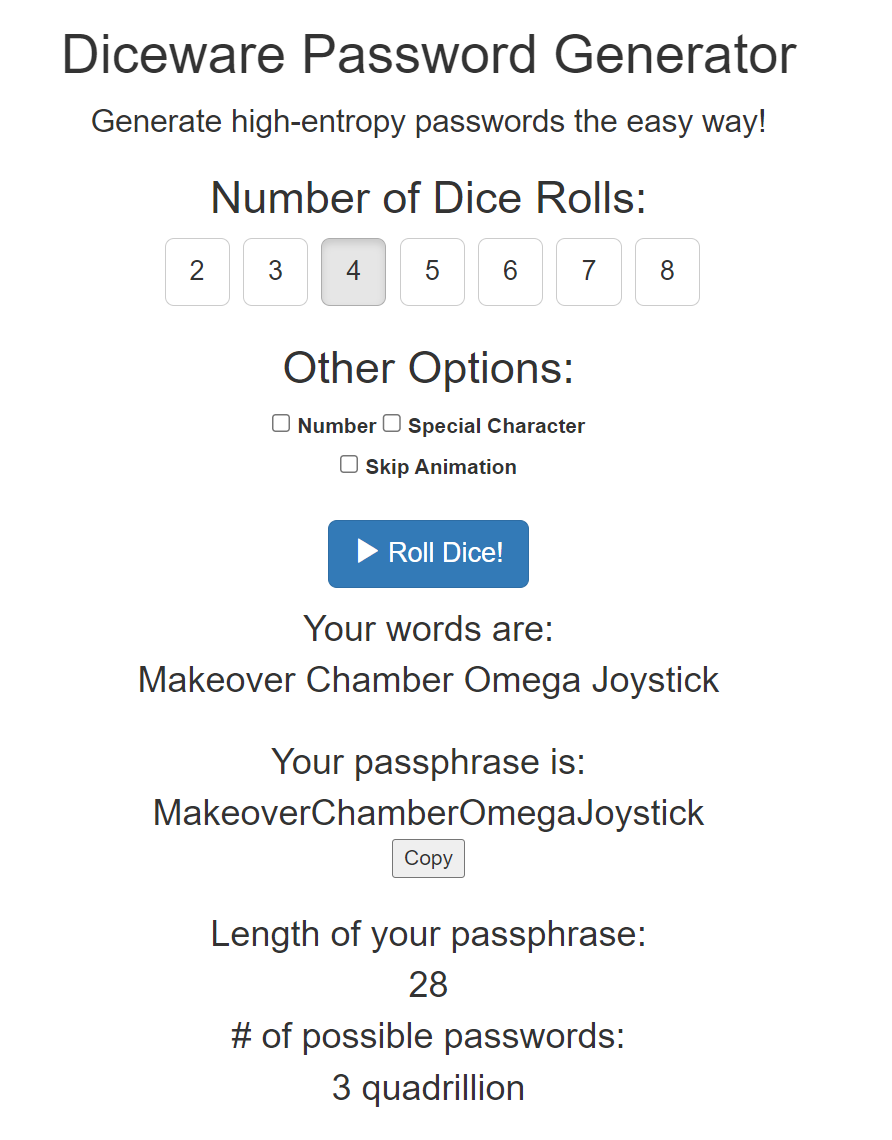 Diceware Password Generator
Generate high-entropy passwords the easy way!
Number of Dice Rolls:
2 3 4 5 6 7 8
Other Options:
Number Special Character
Skip Animation
Roll Dice!
Your words are:
Makeover Chamber Omega Joystick
Your passphrase is:
MakeoverChamberOmegaJoystick
Copy
Length of your passphrase:
28
# of possible passwords:
3 quadrillion